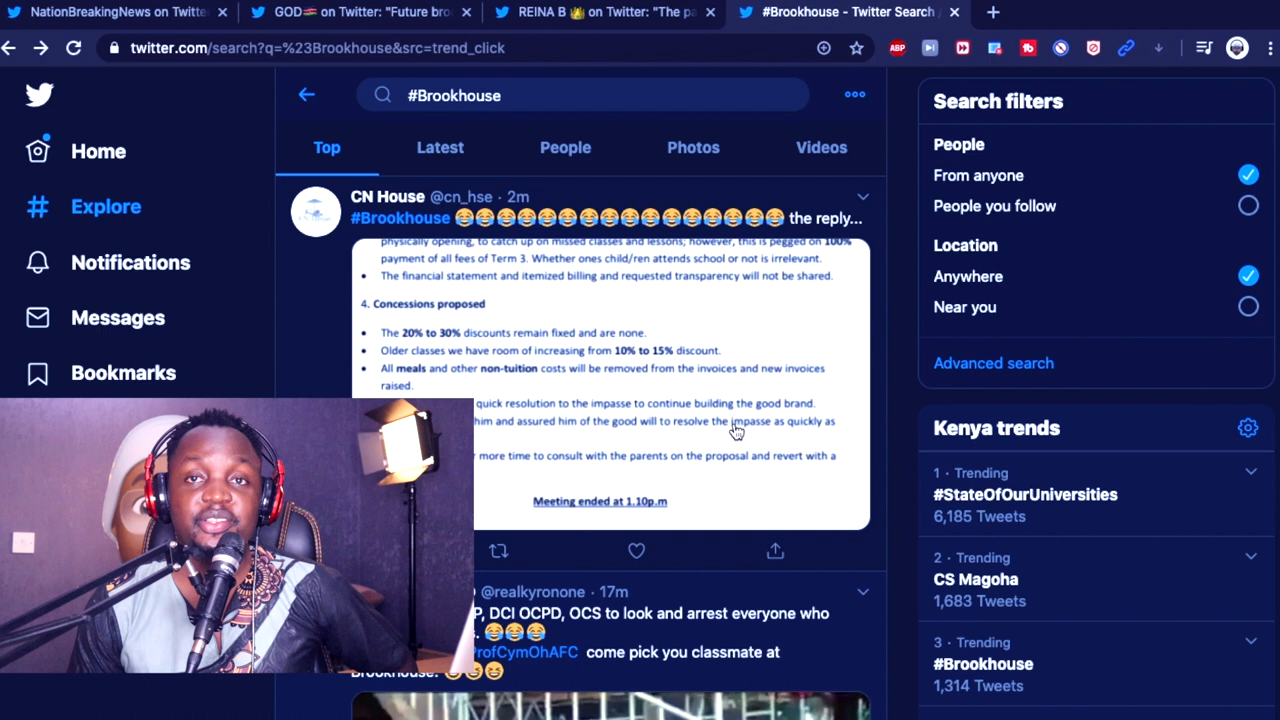 NationBreakingNews on Twitte
GOD🇰🇪 on Twitter: "Future bro
REINA B 👑 on Twitter: "The pa
#Brookhouse - Twitter Search /
twitter.com/search?q=%23Brookhouse&src=trend_click
ABP
Home
Explore
Notifications
Messages
Bookmarks
#Brookhouse
Top
Latest
People
Photos
Videos
CN House @cn_hse · 2m
#Brookhouse 😂😂😂😂😂😂😂😂😂😂😂😂😂😂😂😂 the reply...
physically opening, to catch up on missed classes and lessons; however, this is pegged on 100%
payment of all fees of Term 3. Whether ones child/ren attends school or not is irrelevant.
• The financial statement and itemized billing and requested transparency will not be shared.
4. Concessions proposed
• The 20% to 30% discounts remain fixed and are none.
• Older classes we have room of increasing from 10% to 15% discount.
• All meals and other non-tuition costs will be removed from the invoices and new invoices
raised.
quick resolution to the impasse to continue building the good brand.
him and assured him of the good will to resolve the impasse as quickly as
more time to consult with the parents on the proposal and revert with a
Meeting ended at 1.10p.m
@realkyronone · 17m
P, DCI OCPD, OCS to look and arrest everyone who
. 😂😂😂
rofCymOhAFC come pick you classmate at
Brookhouse. 😆😆😆
Search filters
People
From anyone
People you follow
Location
Anywhere
Near you
Advanced search
Kenya trends
1 · Trending
#StateOfOurUniversities
6,185 Tweets
2 · Trending
CS Magoha
1,683 Tweets
3 · Trending
#Brookhouse
1,314 Tweets